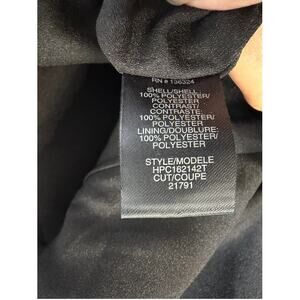 RN # 136324
SHELL/SHELL:
100% POLYESTER/
POLYESTER
CONTRAST/
CONTRASTE:
100% POLYESTER/
POLYESTER
LINING/DOUBLURE:
100% POLYESTER/
POLYESTER
STYLE/MODELE
HPC162142T
CUT/COUPE
21791